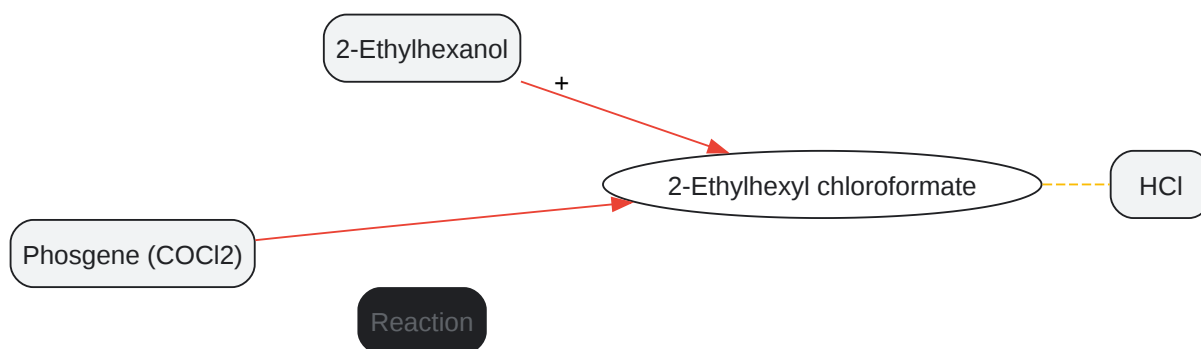 2-Ethylhexanol
+
2-Ethylhexyl chloroformate
HCl
Phosgene (COCl2)
Reaction